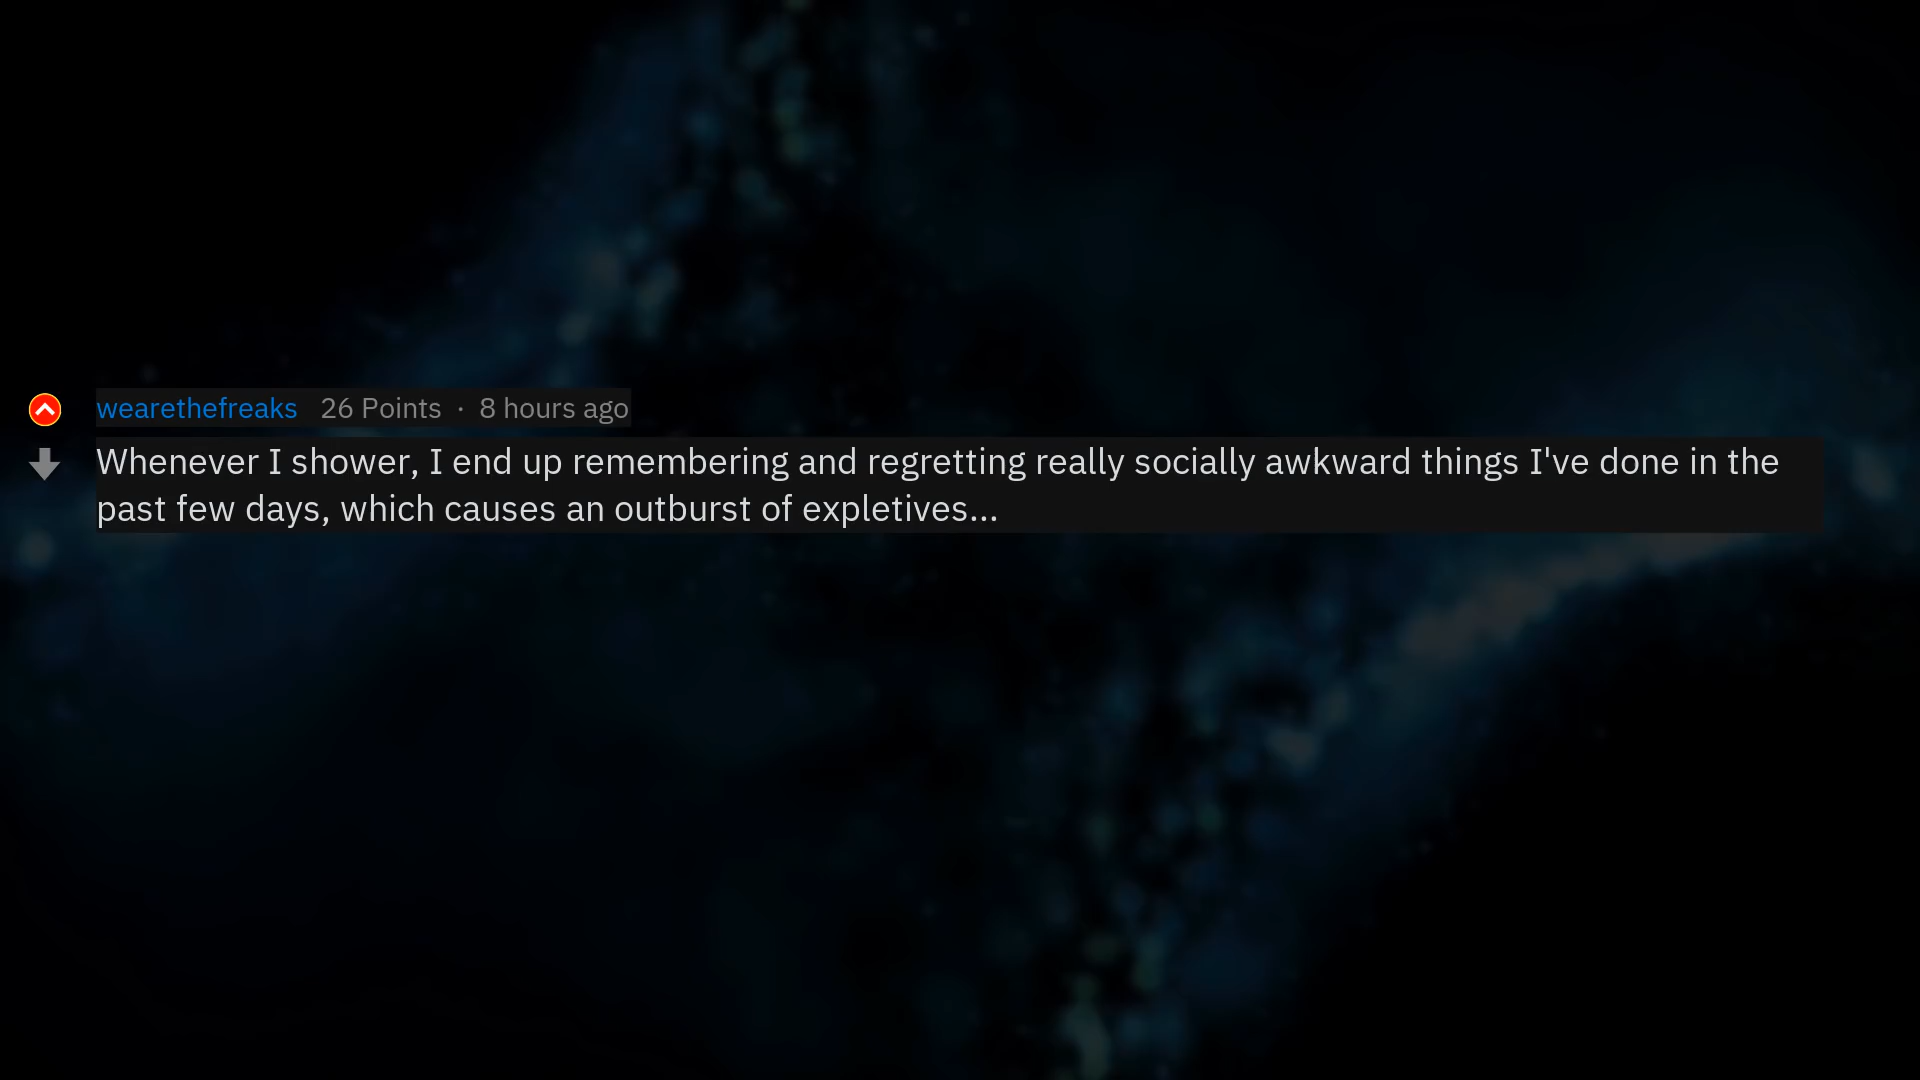 wearethefreaks 26 Points · 8 hours ago
Whenever I shower, I end up remembering and regretting really socially awkward things I've done in the
past few days, which causes an outburst of expletives...